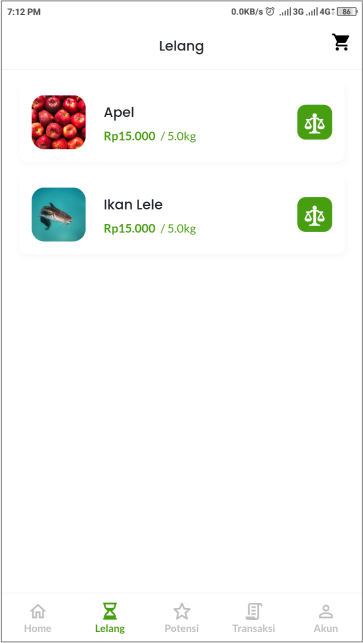 7:12 PM 0.0KB/s 3G 4G 86
Lelang
Apel
Rp15.000 / 5.0kg
Ikan Lele
Rp15.000 / 5.0kg
Home Lelang Potensi Transaksi Akun